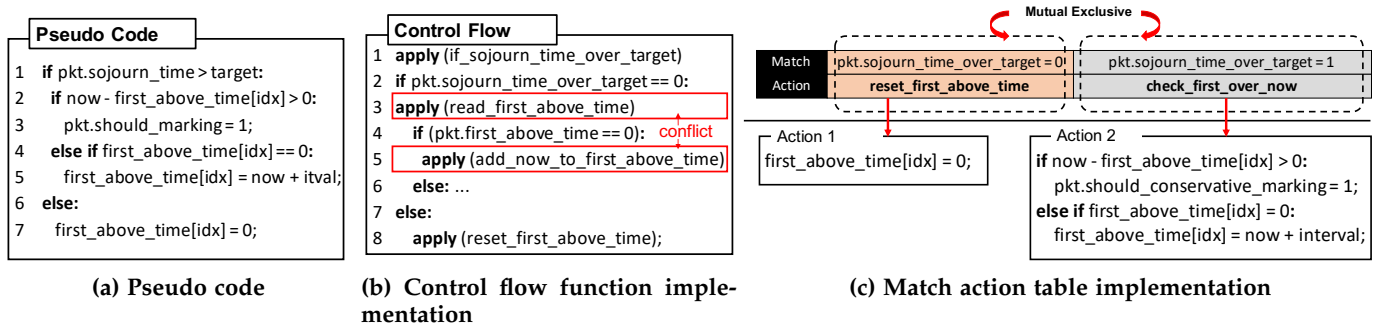 Pseudo Code
1 if pkt.sojourn_time > target:
2 if now - first_above_time[idx] > 0:
3 pkt.should_marking = 1;
4 else if first_above_time[idx] == 0:
5 first_above_time[idx] = now + itval;
6 else:
7 first_above_time[idx] = 0;
(a) Pseudo code
Control Flow
1 apply (if_sojourn_time_over_target)
2 if pkt.sojourn_time_over_target == 0:
3 apply (read_first_above_time)
4 if (pkt.first_above_time == 0):
conflict
5 apply (add_now_to_first_above_time)
6 else: ...
7 else:
8 apply (reset_first_above_time);
(b) Control flow function imple-
mentation
Mutual Exclusive
Match pkt.sojourn_time_over_target = 0 pkt.sojourn_time_over_target = 1
Action reset_first_above_time check_first_over_now
Action 1
first_above_time[idx] = 0;
Action 2
if now - first_above_time[idx] > 0:
pkt.should_conservative_marking = 1;
else if first_above_time[idx] = 0:
first_above_time[idx] = now + interval;
(c) Match action table implementation